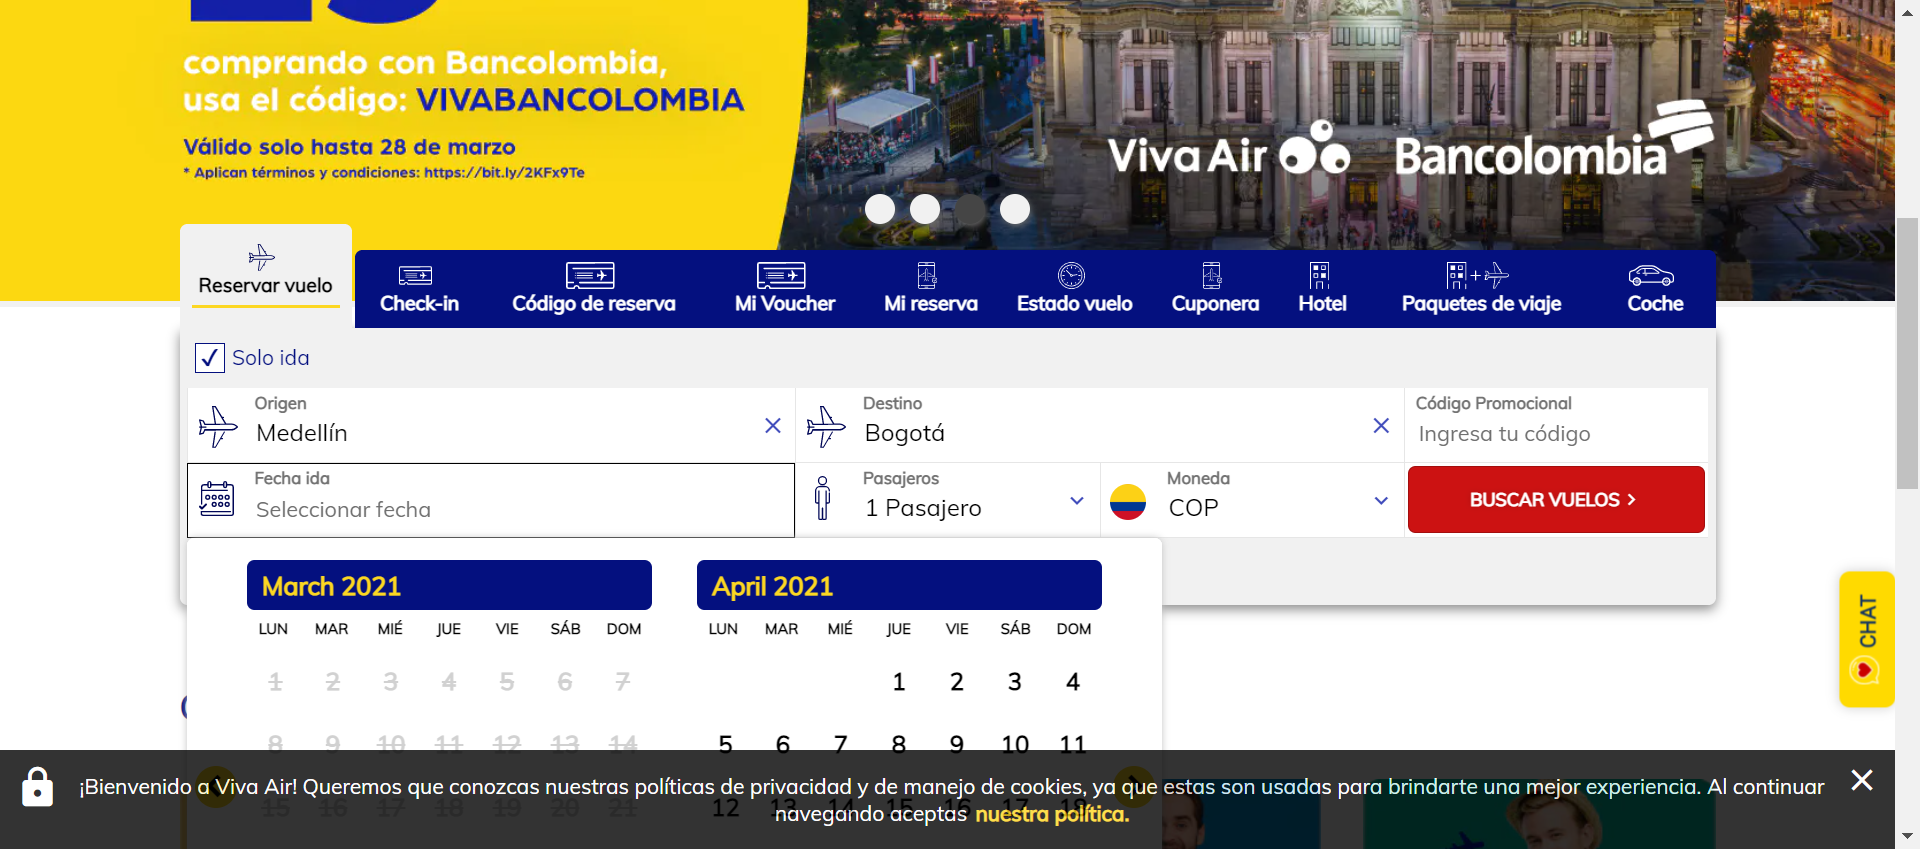 comprando con Bancolombia,
usa el código: VIVABANCOLOMBIA
Válido solo hasta 28 de marzo
* Aplican términos y condiciones: https://bit.ly/2KFx9Te
Viva Air Bancolombia
Reservar vuelo
Check-in Código de reserva Mi Voucher Mi reserva Estado vuelo Cuponera Hotel Paquetes de viaje Coche
Solo ida
Origen Destino Código Promocional
Medellín Bogotá Ingresa tu código
Fecha ida Pasajeros Moneda
Seleccionar fecha 1 Pasajero COP BUSCAR VUELOS
March 2021 April 2021
LUN MAR MIÉ JUE VIE SÁB DOM LUN MAR MIÉ JUE VIE SÁB DOM
1 2 3 4 5 6 7 1 2 3 4
8 9 10 11 12 13 14 5 6 7 8 9 10 11
15 16 17 18 19 20 21 12 13 14 15 16 17 18
CHAT
¡Bienvenido a Viva Air! Queremos que conozcas nuestras políticas de privacidad y de manejo de cookies, ya que estas son usadas para brindarte una mejor experiencia. Al continuar
navegando aceptas nuestra política.